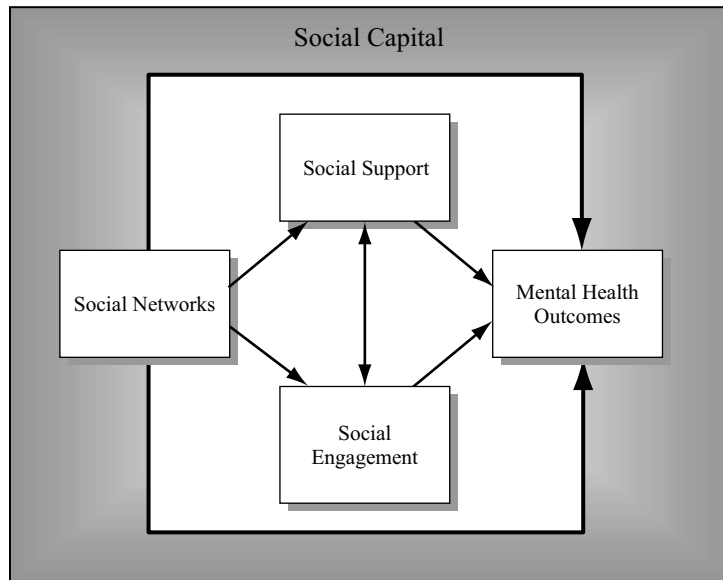 Social Capital
Social Support
Social Networks
Mental Health
Outcomes
Social
Engagement